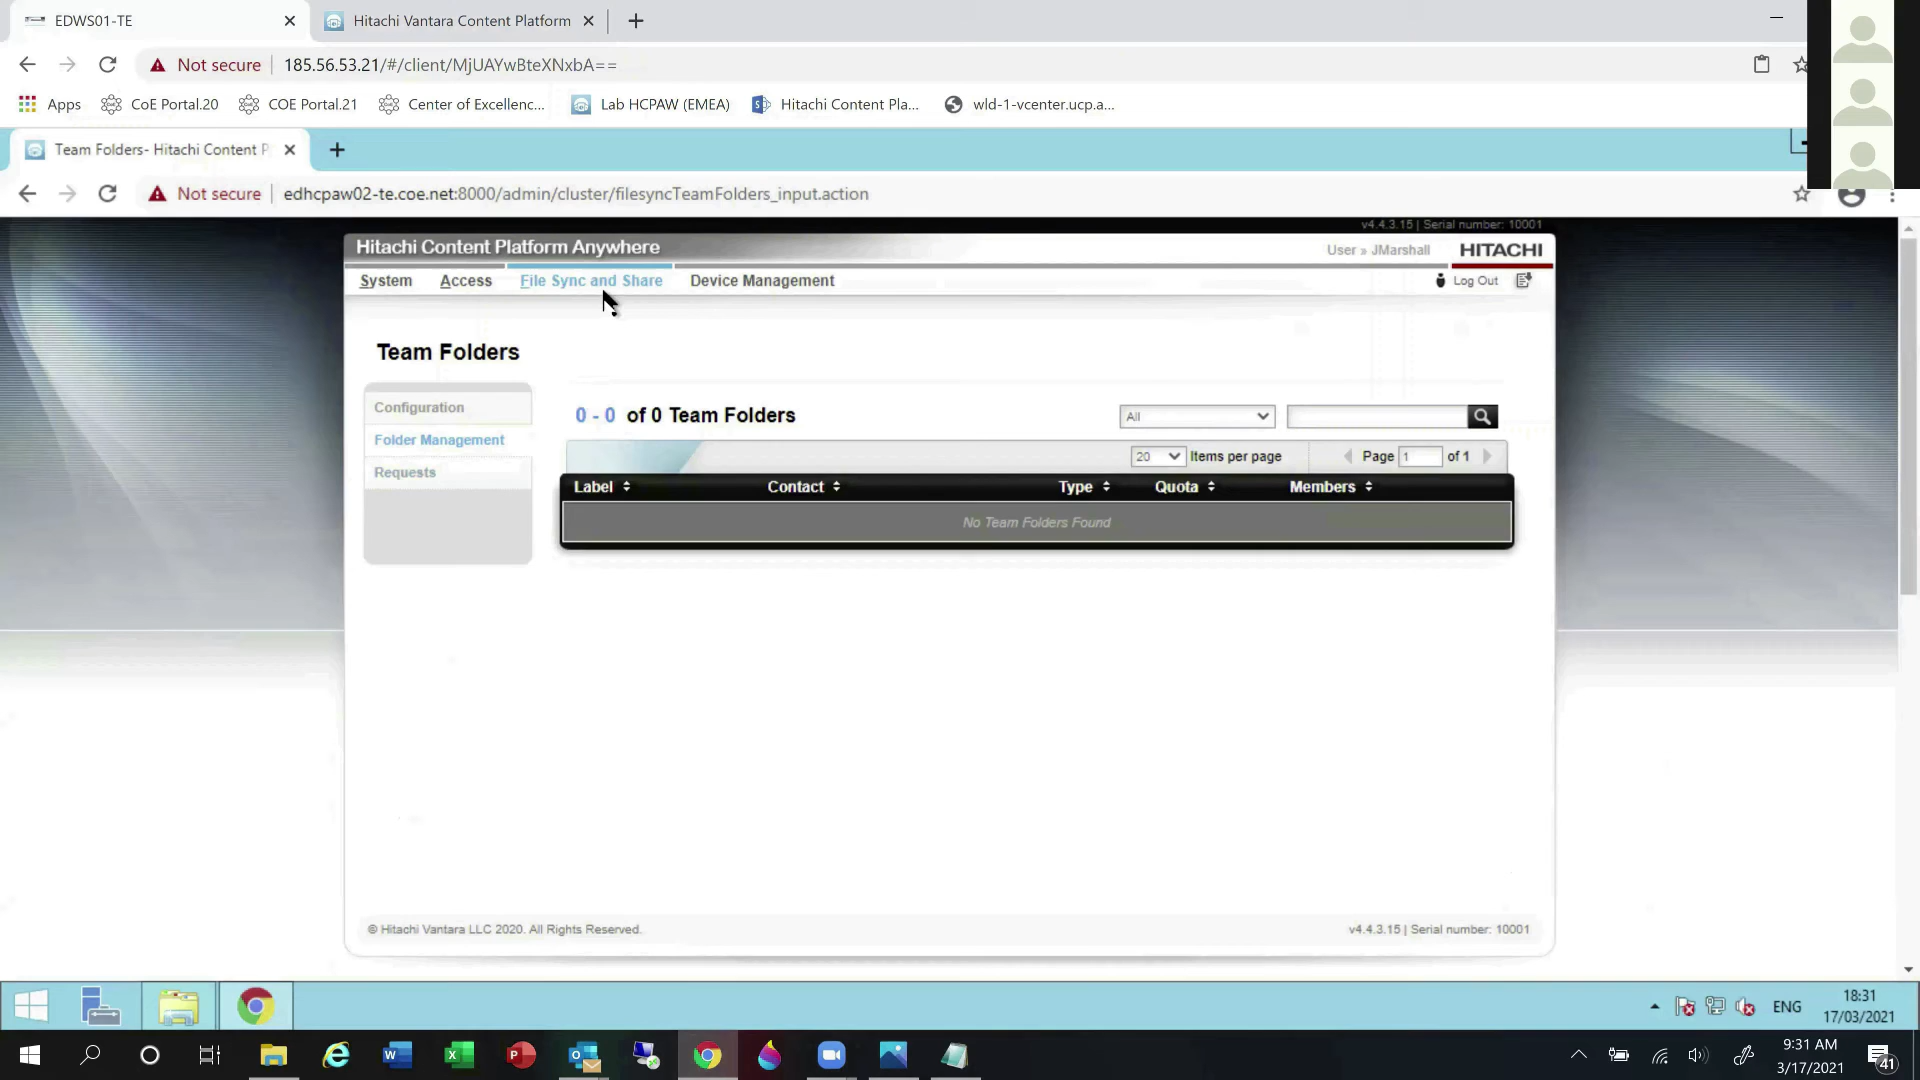 EDWS01-TE
Hitachi Vantara Content Platform
Not secure
185.56.53.21/#/client/MjUAYwBteXNxbA==
Apps
CoE Portal.20
COE Portal.21
Center of Excellenc...
Lab HCPAW (EMEA)
Hitachi Content Pla...
wld-1-vcenter.ucp.a...
Team Folders- Hitachi Content P
Not secure
edhcpaw02-te.coe.net:8000/admin/cluster/filesyncTeamFolders_input.action
v4.4.3.15 | Serial number: 10001
Hitachi Content Platform Anywhere
User » JMarshall
HITACHI
System
Access
File Sync and Share
Device Management
Log Out
Team Folders
Configuration
Folder Management
Requests
0 - 0 of 0 Team Folders
All
20
Items per page
Page 1 of 1
Label
Contact
Type
Quota
Members
No Team Folders Found
© Hitachi Vantara LLC 2020. All Rights Reserved.
v4.4.3.15 | Serial number: 10001
ENG
18:31
17/03/2021
9:31 AM
3/17/2021
41